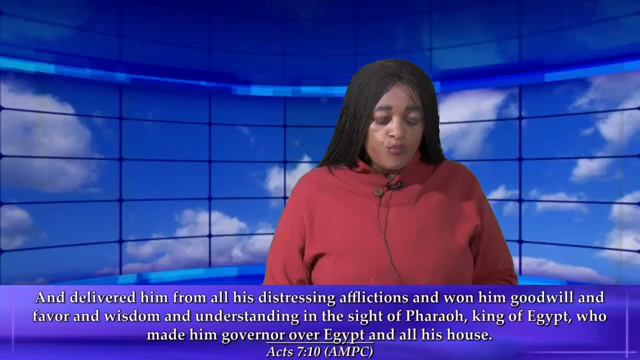 And delivered him from all his distressing afflictions and won him goodwill and
favor and wisdom and understanding in the sight of Pharaoh, king of Egypt, who
made him governor over Egypt and all his house.
Acts 7:10 (AMPC)